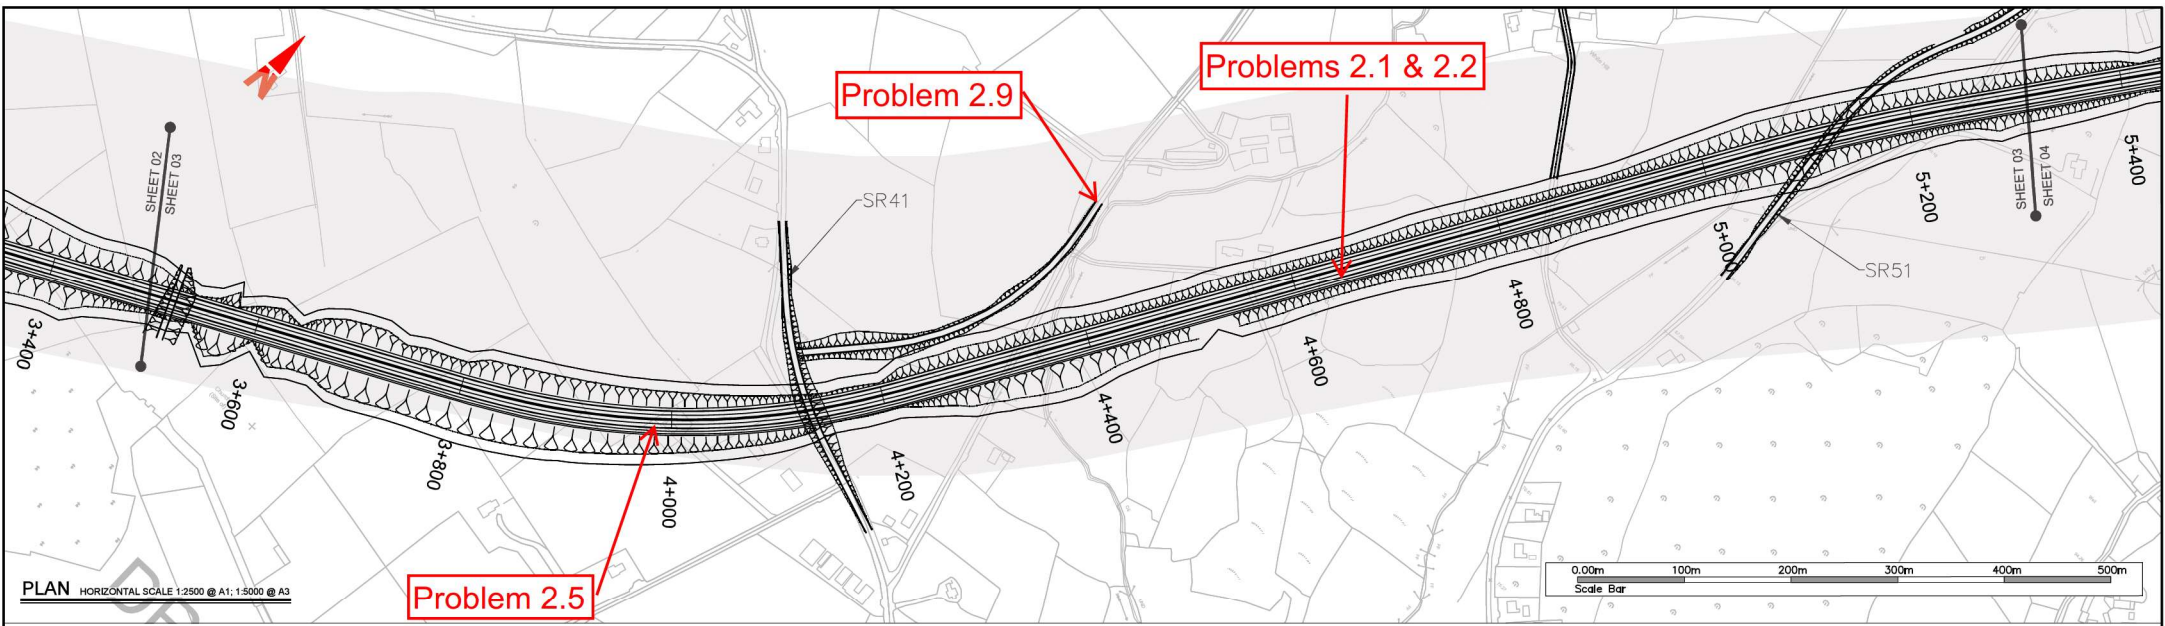 Problems 2.1 & 2.2
Problem 2.9
N
SHEET 02
SHEET 03
SR41
SHEET 03
SHEET 04
5+400
5+200
5+000
SR51
4+800
4+600
4+400
4+200
4+000
3+800
3+600
3+400
Problem 2.5
PLAN HORIZONTAL SCALE 1:2500 @ A1; 1:5000 @ A3
0.00m 100m 200m 300m 400m 500m
Scale Bar